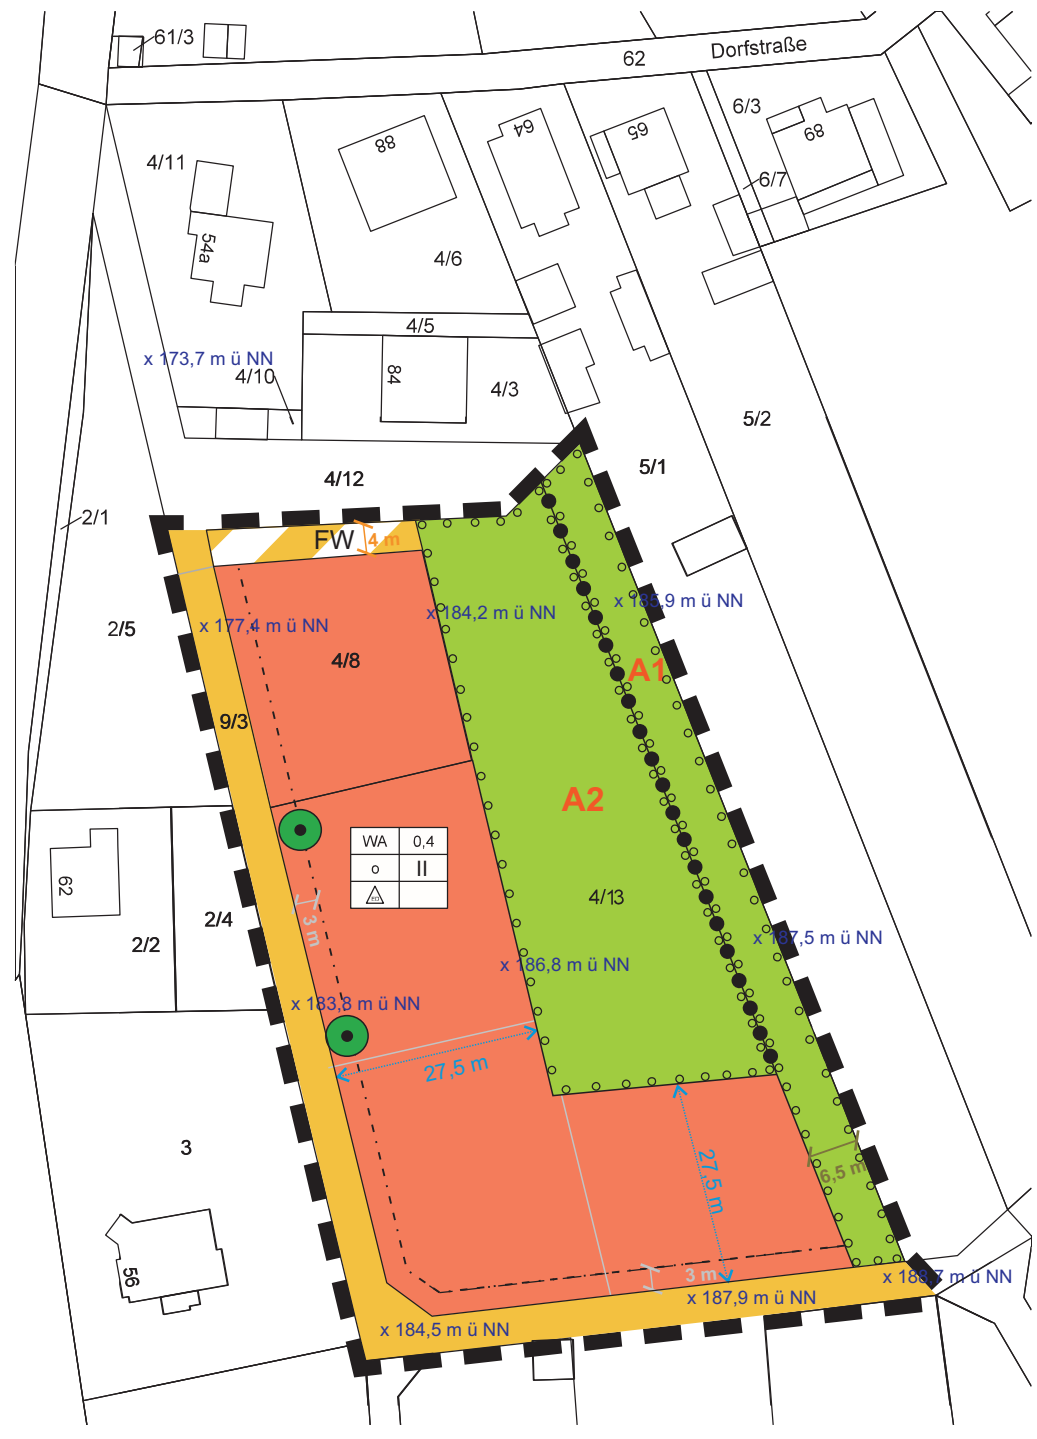 61/3
62
Dorfstraße
6/3
4/11
88
64
65
68
6/7
54a
4/6
4/5
x 173,7 m ü NN
4/10
84
4/3
5/2
4/12
5/1
2/1
FW
4 m
x 185,9 m ü NN
x 184,2 m ü NN
x 177,4 m ü NN
2/5
4/8
A1
9/3
A2
WA
0,4
o
II
ED
62
4/13
2/4
3 m
2/2
x 187,5 m ü NN
x 186,8 m ü NN
x 183,8 m ü NN
27,5 m
3
6,5 m
27,5 m
56
3 m
x 188,7 m ü NN
x 187,9 m ü NN
x 184,5 m ü NN